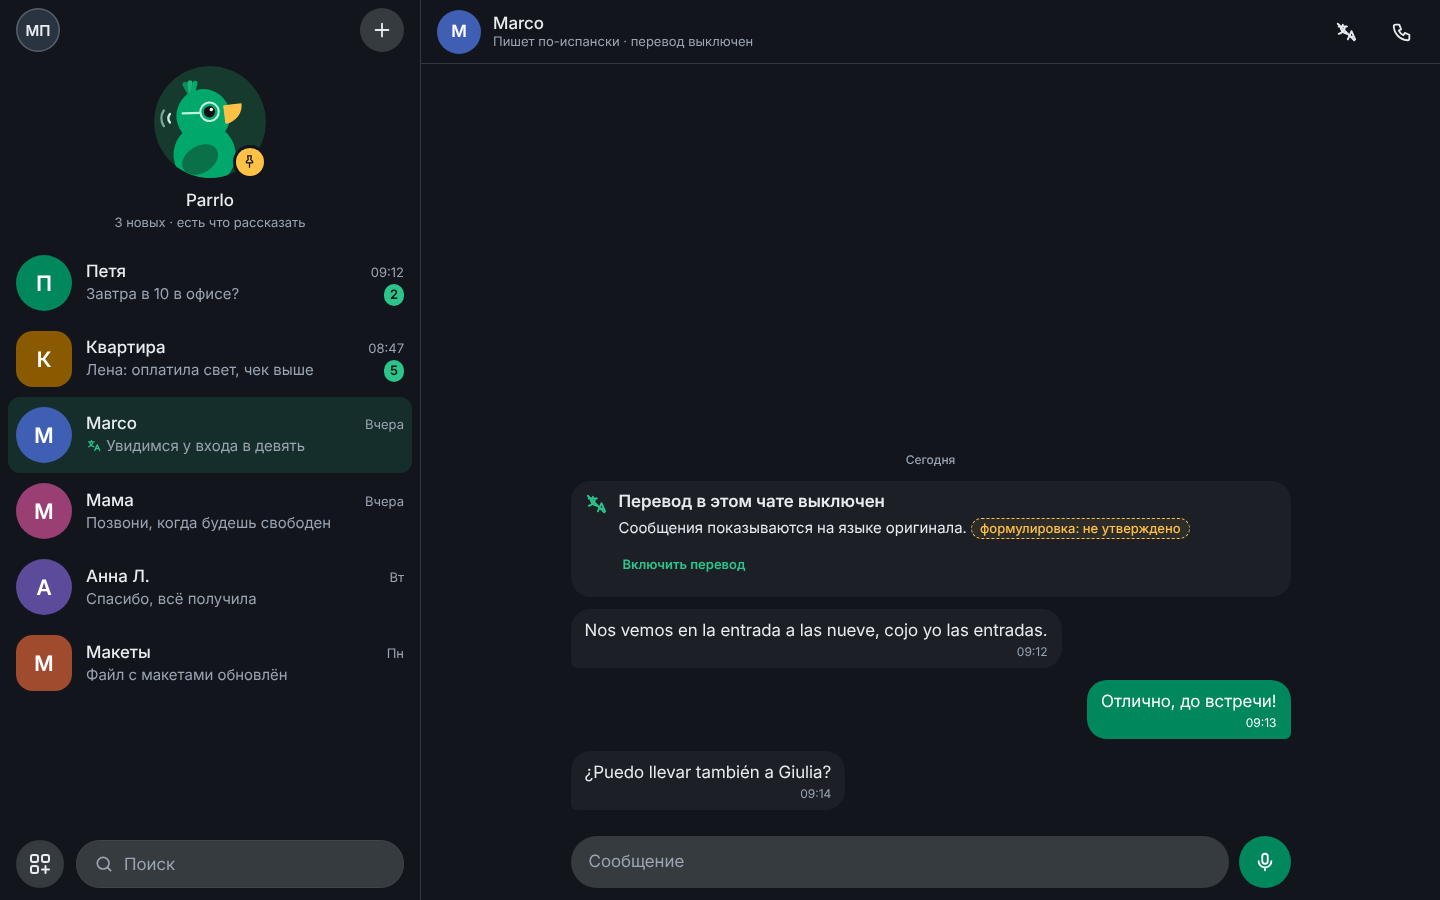 МП
Parrlo
3 новых · есть что рассказать
П
Петя
09:12
Завтра в 10 в офисе?
2
К
Квартира
08:47
Лена: оплатила свет, чек выше
5
M
Marco
Вчера
Увидимся у входа в девять
М
Мама
Вчера
Позвони, когда будешь свободен
А
Анна Л.
Вт
Спасибо, всё получила
М
Макеты
Пн
Файл с макетами обновлён
Поиск
M
Marco
Пишет по-испански · перевод выключен
Сегодня
Перевод в этом чате выключен
Сообщения показываются на языке оригинала. формулировка: не утверждено
Включить перевод
Nos vemos en la entrada a las nueve, cojo yo las entradas.
09:12
Отлично, до встречи!
09:13
¿Puedo llevar también a Giulia?
09:14
Сообщение